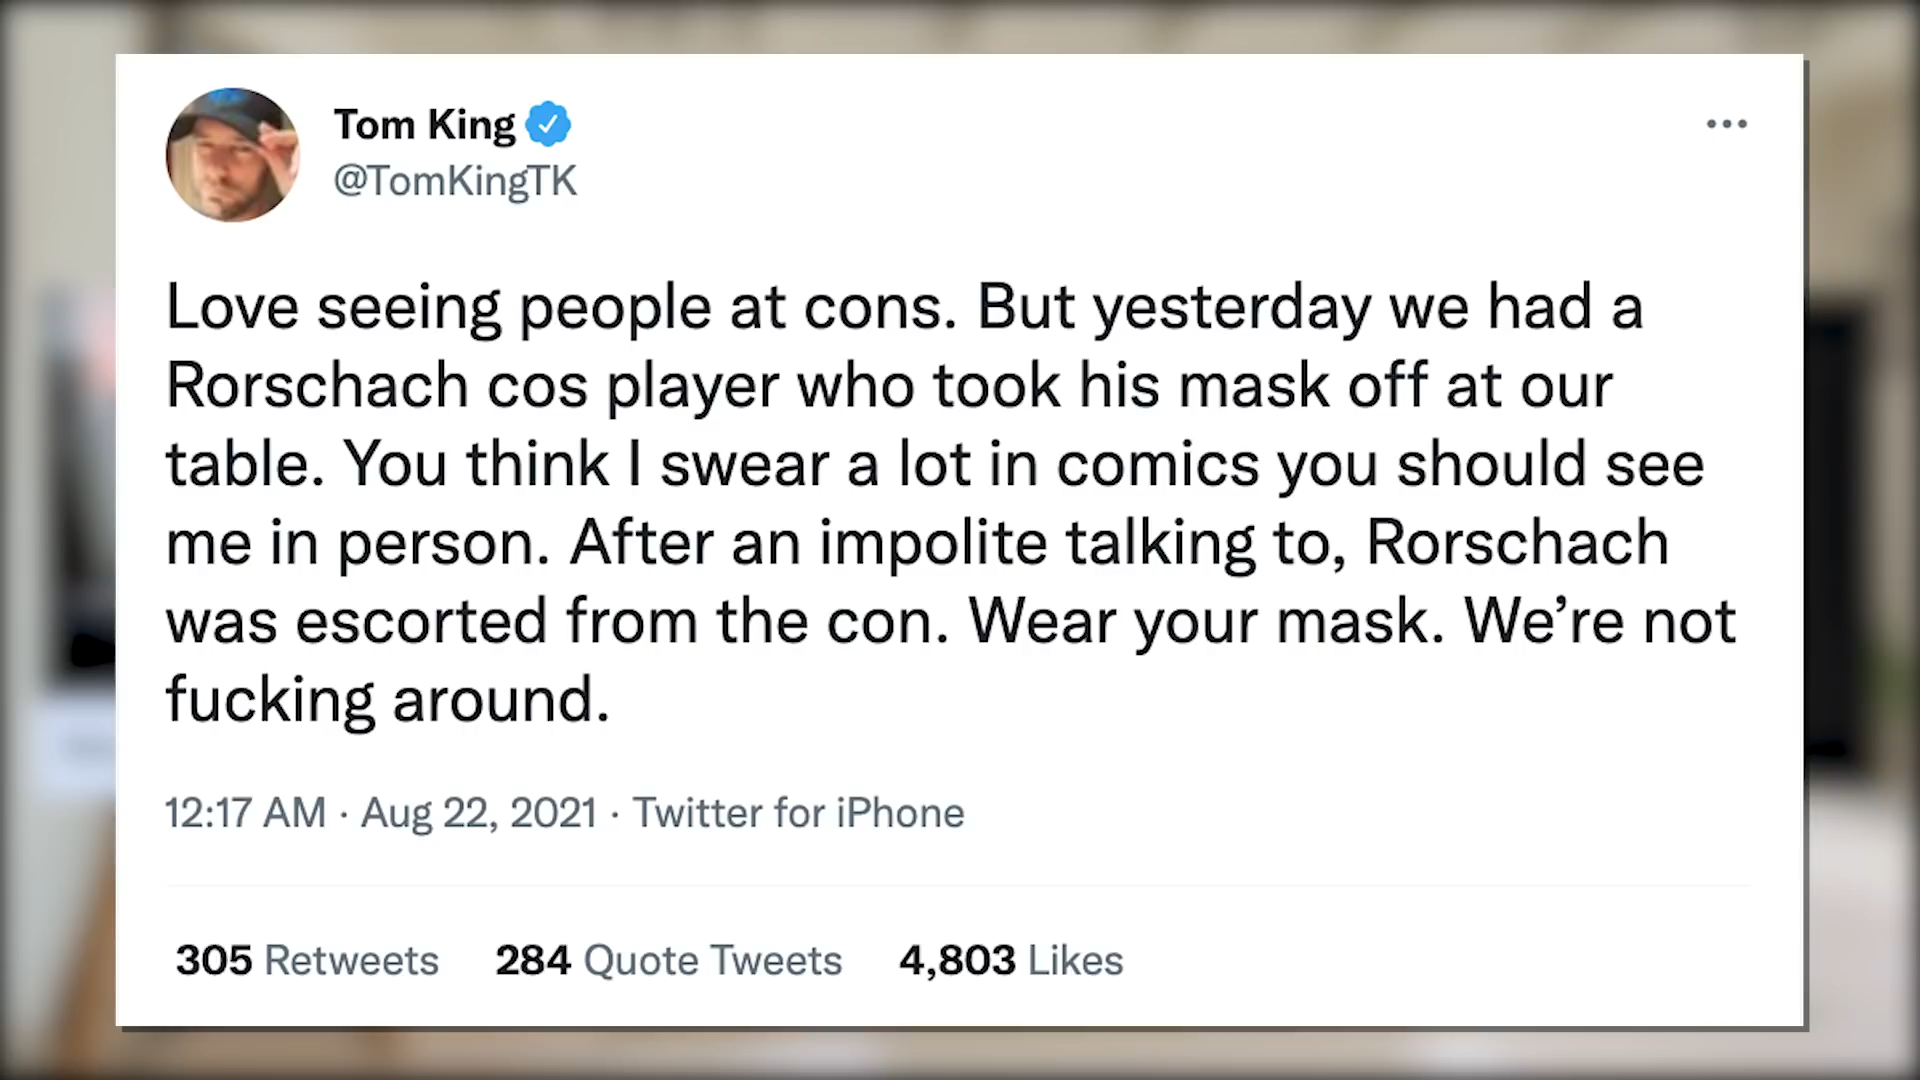 Tom King
@TomKingTK
Love seeing people at cons. But yesterday we had a
Rorschach cos player who took his mask off at our
table. You think I swear a lot in comics you should see
me in person. After an impolite talking to, Rorschach
was escorted from the con. Wear your mask. We’re not
fucking around.
12:17 AM · Aug 22, 2021 · Twitter for iPhone
305 Retweets 284 Quote Tweets 4,803 Likes